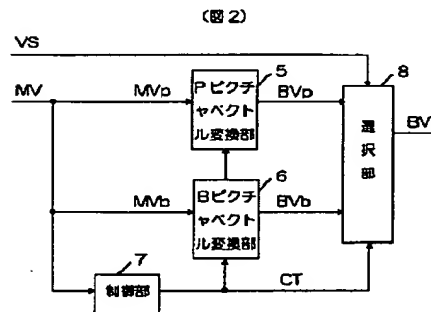 (図2)
VS
8
MV
MVp
5
Pピクチ
ャベクト
ル変換部
BVp
選
択
部
BV
6
MVb
Bピクチ
ャベクト
ル変換部
BVb
7
制御部
CT